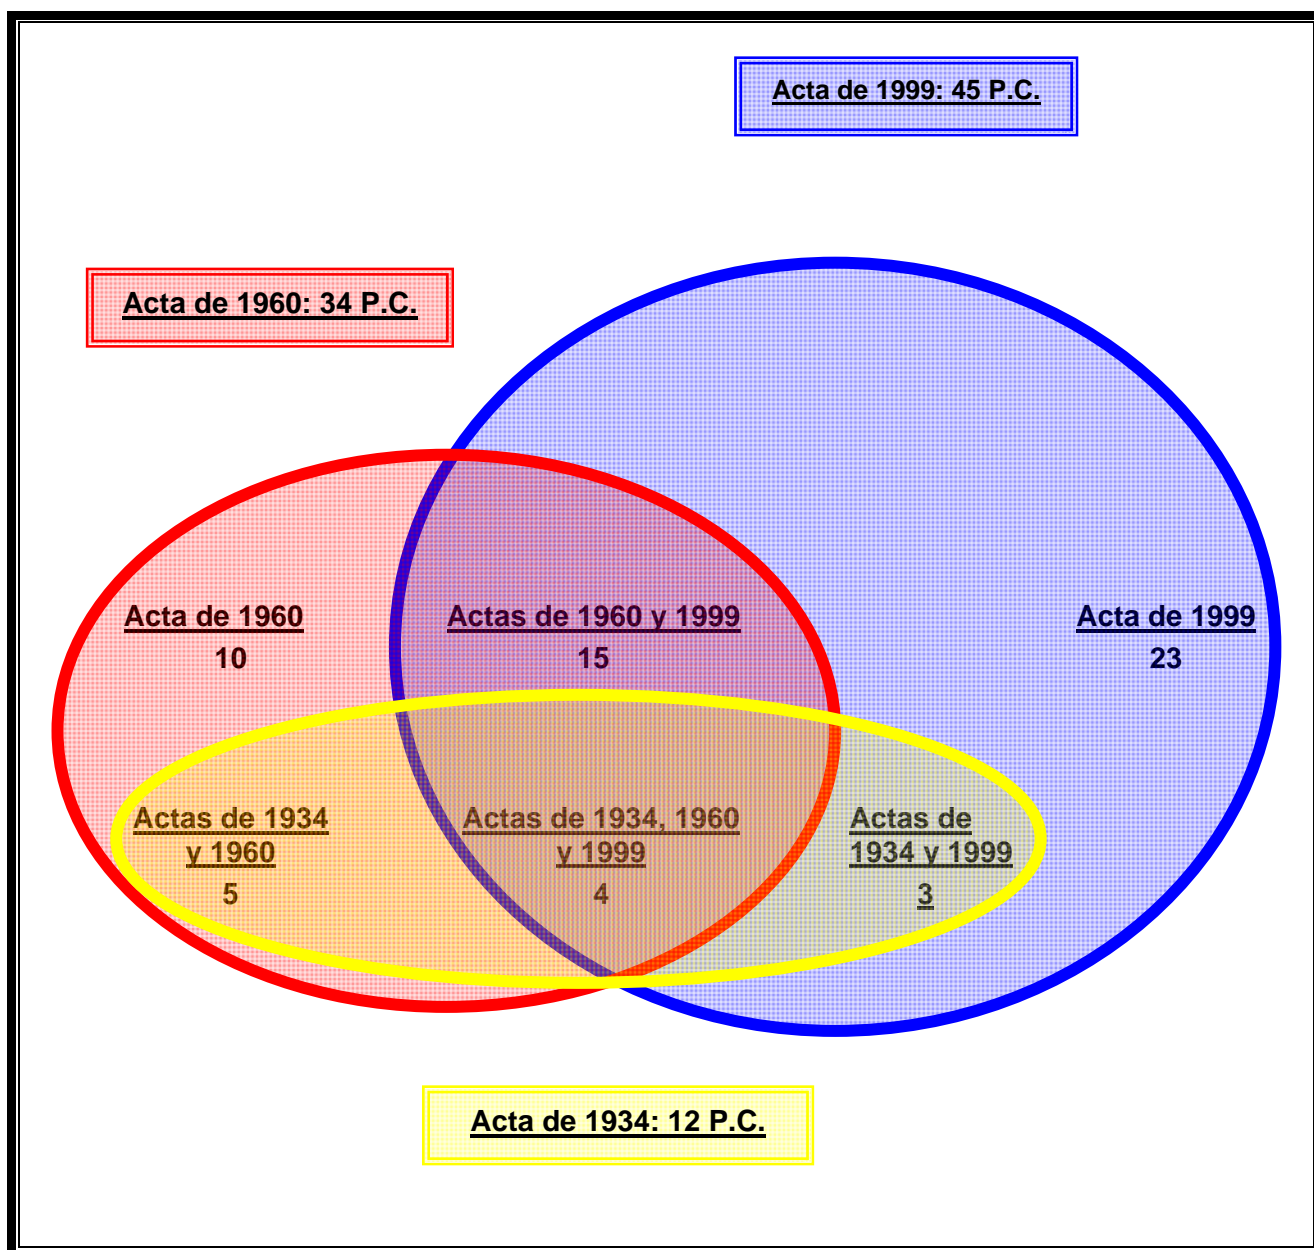 Acta de 1999: 45 P.C.
Acta de 1960: 34 P.C.
Acta de 1960
10
Actas de 1960 y 1999
15
Acta de 1999
23
Actas de 1934
y 1960
5
Actas de 1934, 1960
y 1999
4
Actas de
1934 y 1999
3
Acta de 1934: 12 P.C.